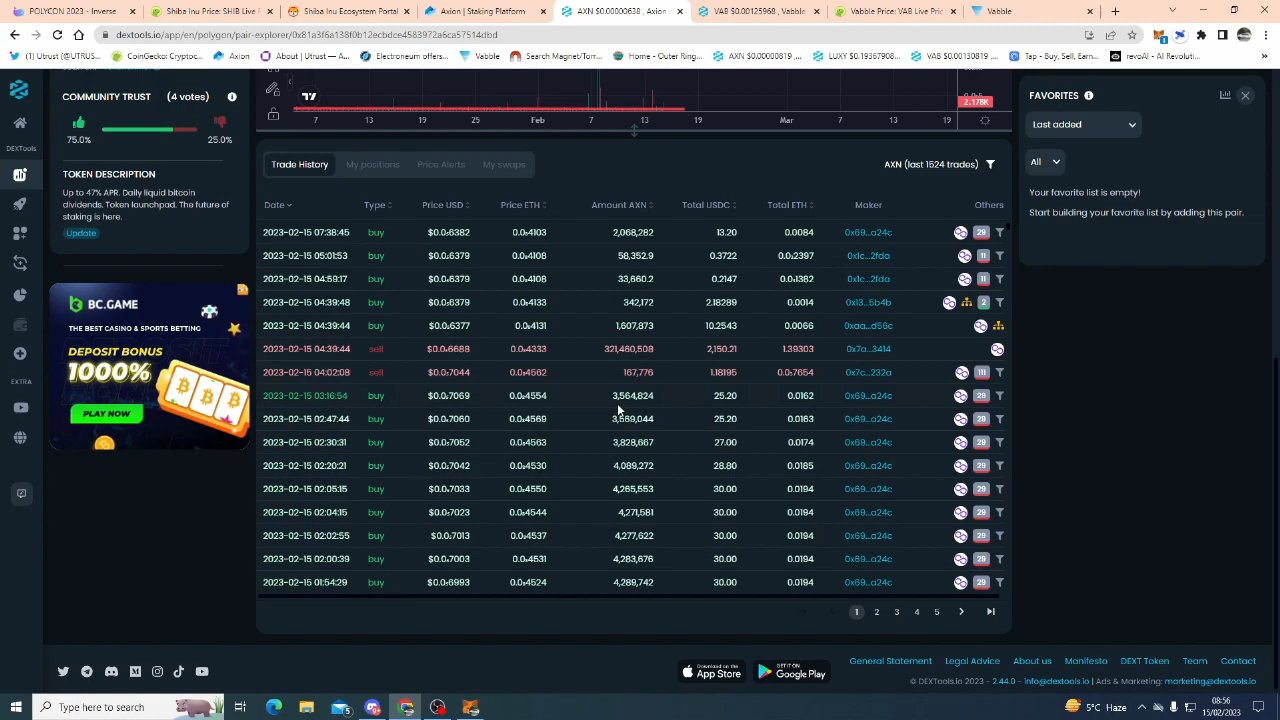 POLYCON 2023 - D
SHIB Live
Shiba Inu Technolog
Staking Platform |
AXN $0.0000638, Axion
VAB $0.0125968, Vabble
Vabble Project
Vabble
dextools.io/app/en/polygon/pair-explorer/0x81a3f6a138f0b12ecbdce4583972a6ca57514dbd
(1) Utrust (@UTRUS...
CoinGecko: Cryptoc...
Actifit
About | Utrust
Electroneum offers...
Vabble
Search Magnet/Torr...
Home - Outer Ring...
AXN $0.00000819...
LUXY $0.19367908...
VAB $0.00125968...
Tap - Buy, Sell, Earn...
revoAI - AI Revoluti...
COMMUNITY TRUST (4 votes)
75.0% 25.0%
TOKEN DESCRIPTION
Up to 47% APR. Daily liquid bitcoin
dividends. Token launchpad. The future of
staking is here.
Update
BC.GAME
THE BEST CASINO & SPORTS BETTING
DEPOSIT BONUS
1000%
PLAY NOW
DEXTools
EXTRA
2.178K
7 13 19 25 Feb 7 13 19 Mar 7 13 19
Trade History My positions Price Alerts My swaps
AXN (last 1524 trades)
Date Type Price USD Price ETH Amount AXN Total USDC Total ETH Maker Others
2023-02-15 07:38:45 buy $0.0₅6382 0.0₈4103 2,068,282 13.20 0.0084 0x69...a24c 29
2023-02-15 05:01:53 buy $0.0₅6379 0.0₈4108 58,352.9 0.3722 0.0₃2397 0x1c...2fda 11
2023-02-15 04:59:17 buy $0.0₅6379 0.0₈4108 33,660.2 0.2147 0.0₃1382 0x1c...2fda 11
2023-02-15 04:39:48 buy $0.0₅6379 0.0₈4133 342,172 2.18289 0.0014 0x13...5b4b 2
2023-02-15 04:39:44 buy $0.0₅6377 0.0₈4131 1,607,873 10.2543 0.0066 0xaa...d56c
2023-02-15 04:39:44 sell $0.0₅6688 0.0₈4333 321,460,508 2,150.21 1.39303 0x7a...3414
2023-02-15 04:02:08 sell $0.0₅7044 0.0₈4562 167,776 1.18195 0.0₃7654 0x7c...232a 111
2023-02-15 03:16:54 buy $0.0₅7069 0.0₈4554 3,564,824 25.20 0.0162 0x69...a24c 29
2023-02-15 02:47:44 buy $0.0₅7060 0.0₈4569 3,569,044 25.20 0.0163 0x69...a24c 29
2023-02-15 02:30:31 buy $0.0₅7052 0.0₈4563 3,828,667 27.00 0.0174 0x69...a24c 29
2023-02-15 02:20:21 buy $0.0₅7042 0.0₈4530 4,089,272 28.80 0.0185 0x69...a24c 29
2023-02-15 02:05:15 buy $0.0₅7033 0.0₈4550 4,265,553 30.00 0.0194 0x69...a24c 29
2023-02-15 02:04:15 buy $0.0₅7023 0.0₈4544 4,271,581 30.00 0.0194 0x69...a24c 29
2023-02-15 02:02:55 buy $0.0₅7013 0.0₈4537 4,277,622 30.00 0.0194 0x69...a24c 29
2023-02-15 02:00:39 buy $0.0₅7003 0.0₈4531 4,283,676 30.00 0.0194 0x69...a24c 29
2023-02-15 01:54:29 buy $0.0₅6993 0.0₈4524 4,289,742 30.00 0.0194 0x69...a24c 29
1 2 3 4 5
FAVORITES
Last added
All
Your favorite list is empty!
Start building your favorite list by adding this pair.
Download on the
App Store
GET IT ON
Google Play
General Statement Legal Advice About us Manifesto DEXT Token Team Contact
© DEXTools.io 2023 - 2.44.0 - info@dextools.io | Ads & Marketing: marketing@dextools.io
Type here to search
5
5°C Haze
08:56
15/02/2023